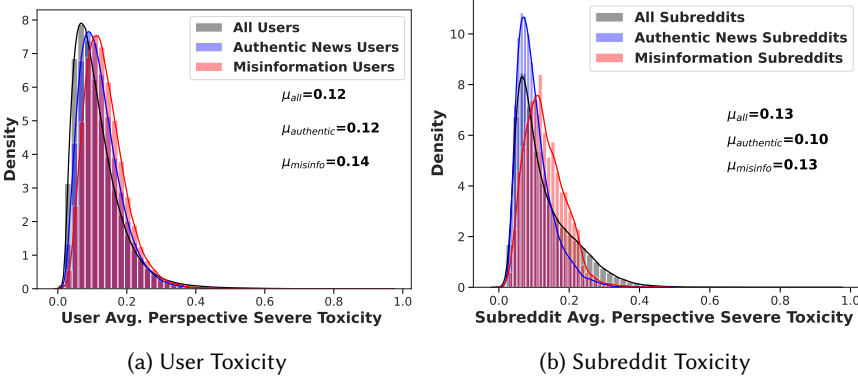 All Users
Authentic News Users
Misinformation Users
μall=0.12
μauthentic=0.12
μmisinfo=0.14
Density
8
7
6
5
4
3
2
1
0
0.0 0.2 0.4 0.6 0.8 1.0
User Avg. Perspective Severe Toxicity
(a) User Toxicity
All Subreddits
Authentic News Subreddits
Misinformation Subreddits
μall=0.13
μauthentic=0.10
μmisinfo=0.13
Density
10
8
6
4
2
0
0.0 0.2 0.4 0.6 0.8 1.0
Subreddit Avg. Perspective Severe Toxicity
(b) Subreddit Toxicity